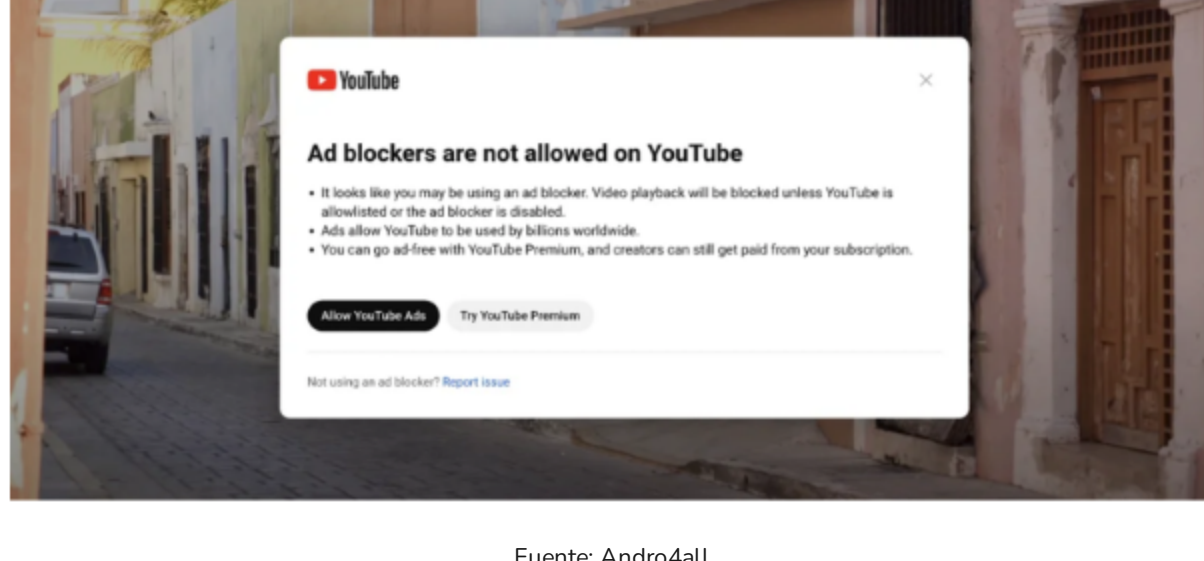 YouTube
Ad blockers are not allowed on YouTube
• It looks like you may be using an ad blocker. Video playback will be blocked unless YouTube is
allowlisted or the ad blocker is disabled.
• Ads allow YouTube to be used by billions worldwide.
• You can go ad-free with YouTube Premium, and creators can still get paid from your subscription.
Allow YouTube Ads Try YouTube Premium
Not using an ad blocker? Report issue
Fuente: Andro4all